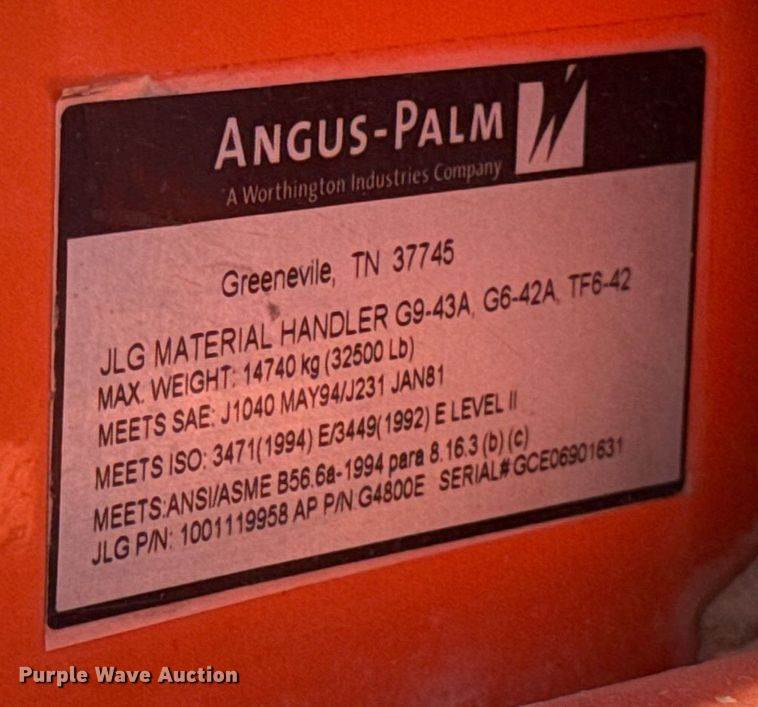 ANGUS-PALM
A Worthington Industries Company
Greenevile, TN 37745
JLG MATERIAL HANDLER G9-43A, G6-42A, TF6-42
MAX. WEIGHT: 14740 kg (32500 Lb)
MEETS SAE: J1040 MAY94/J231 JAN81
MEETS ISO: 3471(1994) E/3449(1992) E LEVEL II
MEETS:ANSI/ASME B56.6a-1994 para 8.16.3 (b) (c)
JLG P/N: 1001119958 AP P/N G4800E SERIAL# GCE06901631
Purple Wave Auction